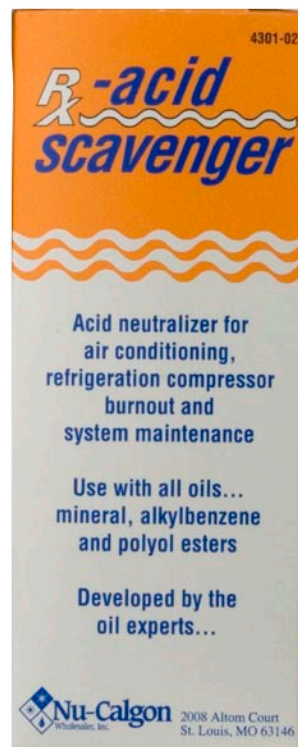 4301-02
Rx-acid
scavenger
Acid neutralizer for
air conditioning,
refrigeration compressor
burnout and
system maintenance
Use with all oils...
mineral, alkylbenzene
and polyol esters
Developed by the
oil experts...
Nu-Calgon
Wholesaler, Inc.
2008 Altom Court
St. Louis, MO 63146